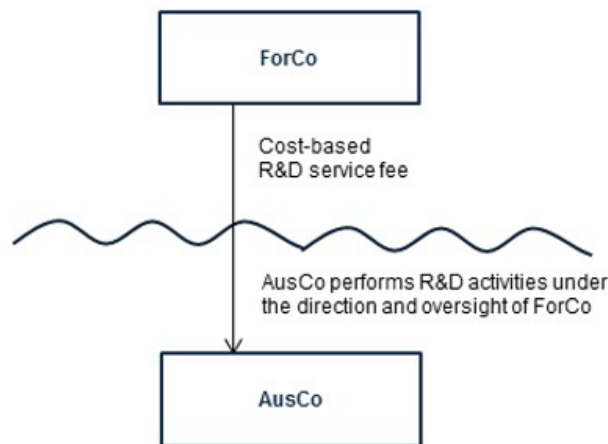 ForCo
Cost-based
R&D service fee
AusCo performs R&D activities under
the direction and oversight of ForCo
AusCo